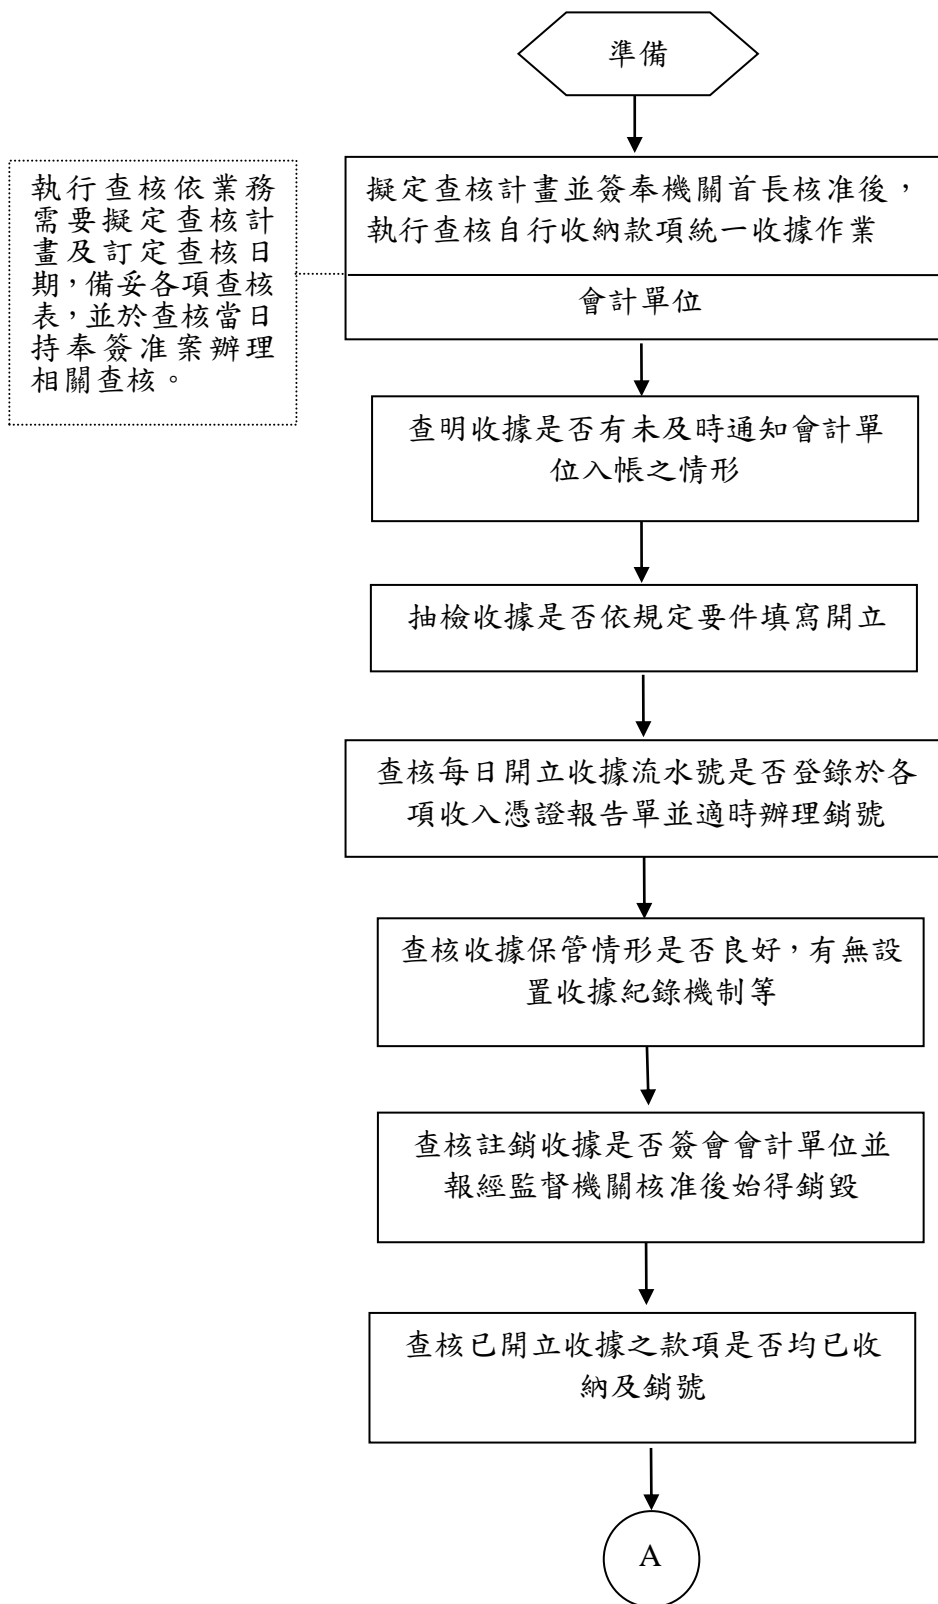 準備
擬定查核計畫並簽奉機關首長核准後，
執行查核自行收納款項統一收據作業
會計單位
執行查核依業務
需要擬定查核計
畫及訂定查核日
期，備妥各項查核
表，並於查核當日
持奉簽准案辦理
相關查核。
查明收據是否有未及時通知會計單
位入帳之情形
抽檢收據是否依規定要件填寫開立
查核每日開立收據流水號是否登錄於各
項收入憑證報告單並適時辦理銷號
查核收據保管情形是否良好，有無設
置收據紀錄機制等
查核註銷收據是否簽會會計單位並
報經監督機關核准後始得銷毀
查核已開立收據之款項是否均已收
納及銷號
A